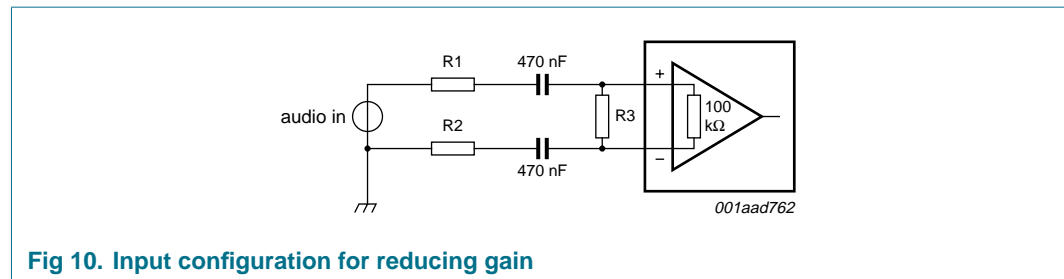 R1
470 nF
audio in
R2
470 nF
R3
+
100
kΩ
−
001aad762
Fig 10. Input configuration for reducing gain